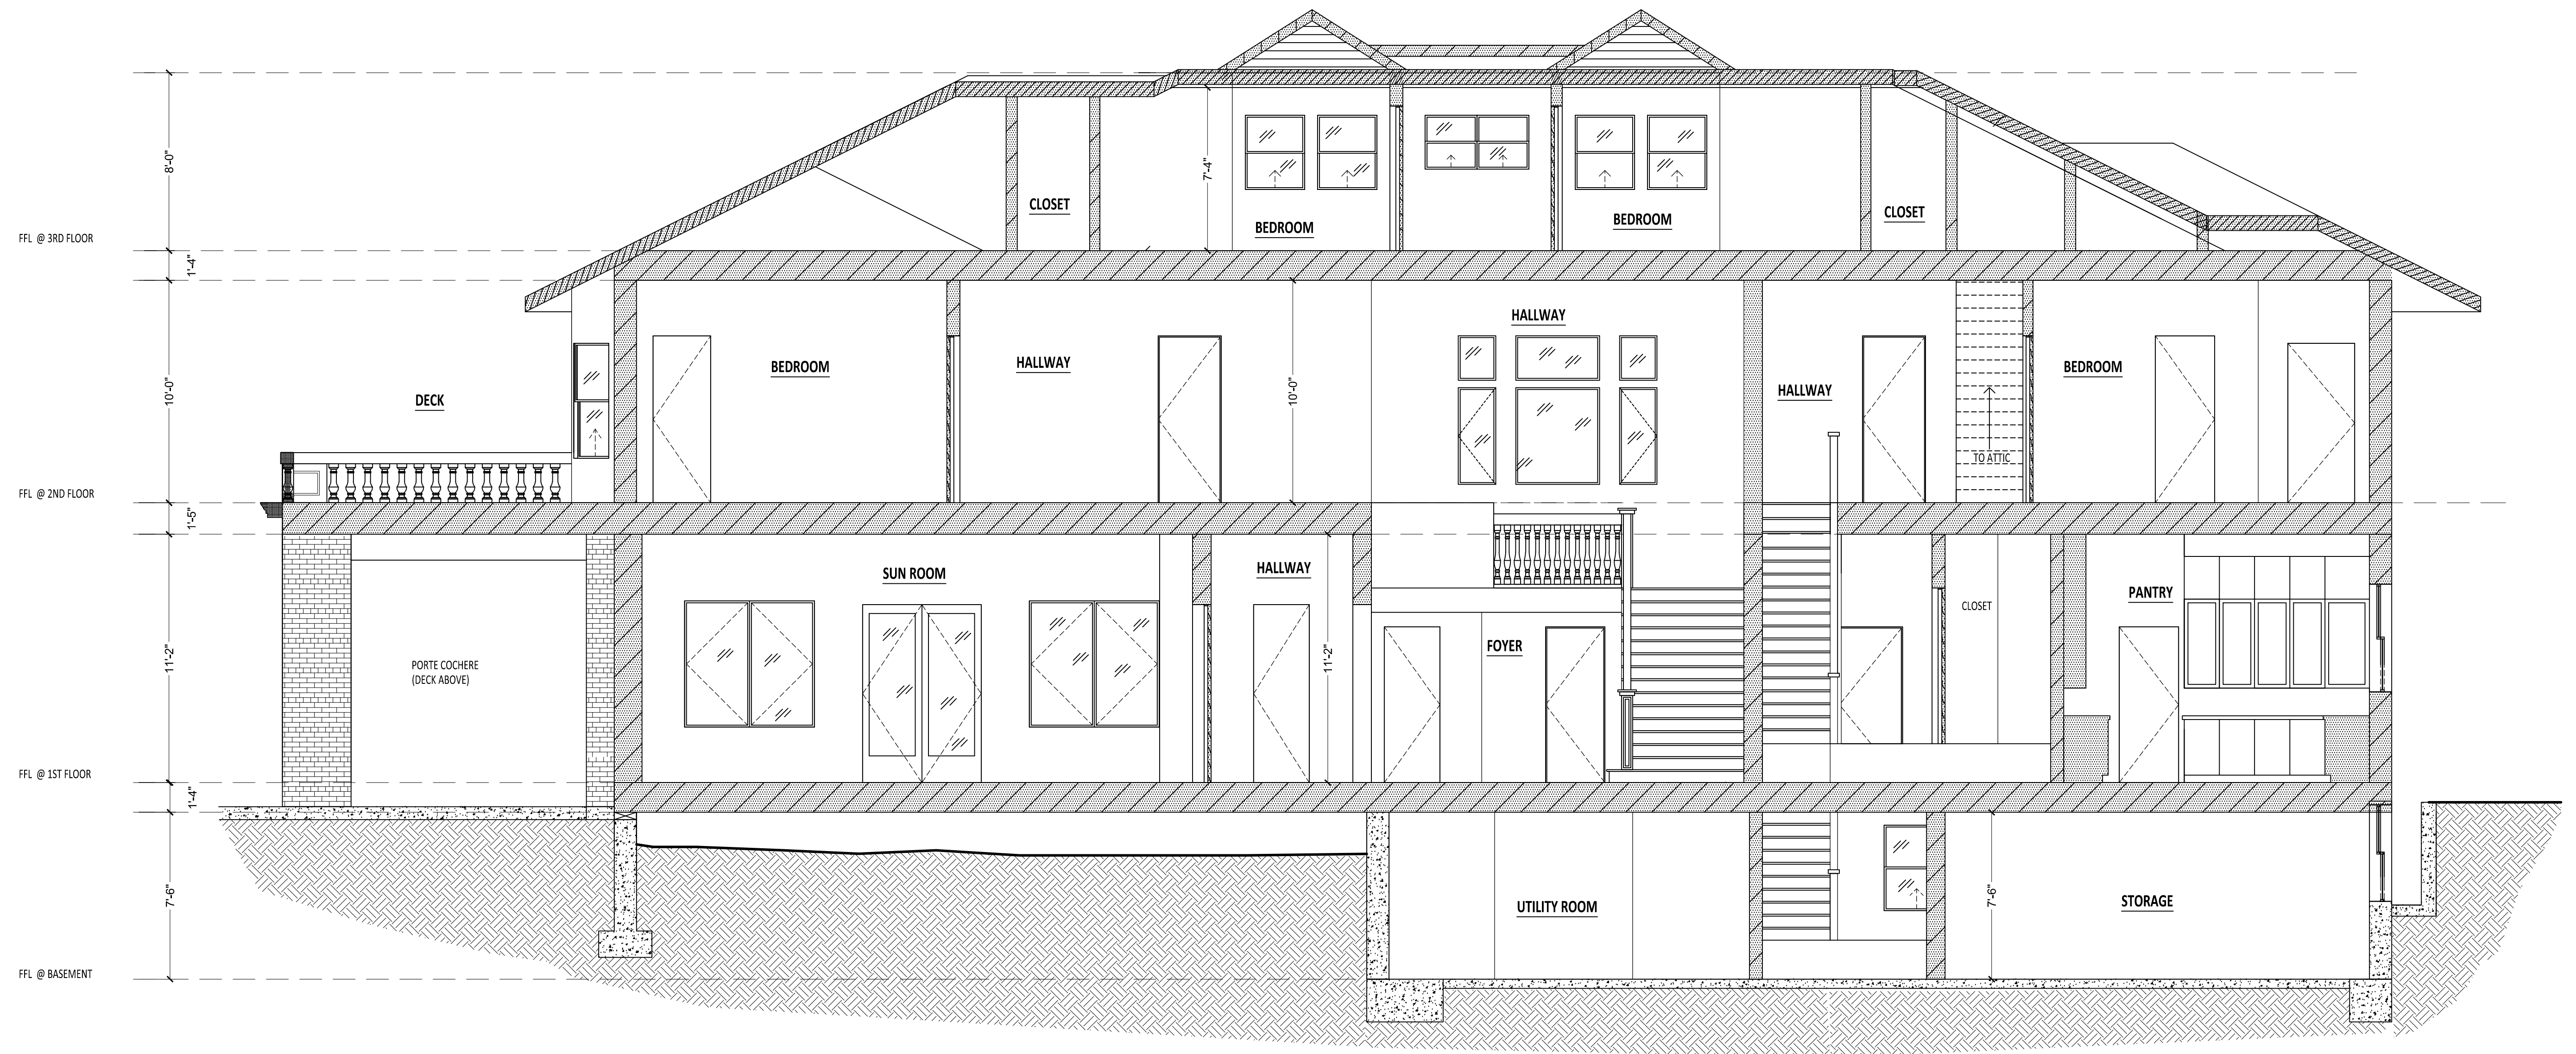 8'-0"
7'-4"
CLOSET
BEDROOM
BEDROOM
CLOSET
FFL @ 3RD FLOOR
1'-4"
HALLWAY
BEDROOM
HALLWAY
HALLWAY
BEDROOM
10'-0"
10'-0"
DECK
TO ATTIC
FFL @ 2ND FLOOR
1'-5"
SUN ROOM
HALLWAY
CLOSET
PANTRY
FOYER
11'-2"
11'-2"
PORTE COCHERE
(DECK ABOVE)
FFL @ 1ST FLOOR
1'-4"
7'-6"
7'-6"
UTILITY ROOM
STORAGE
FFL @ BASEMENT